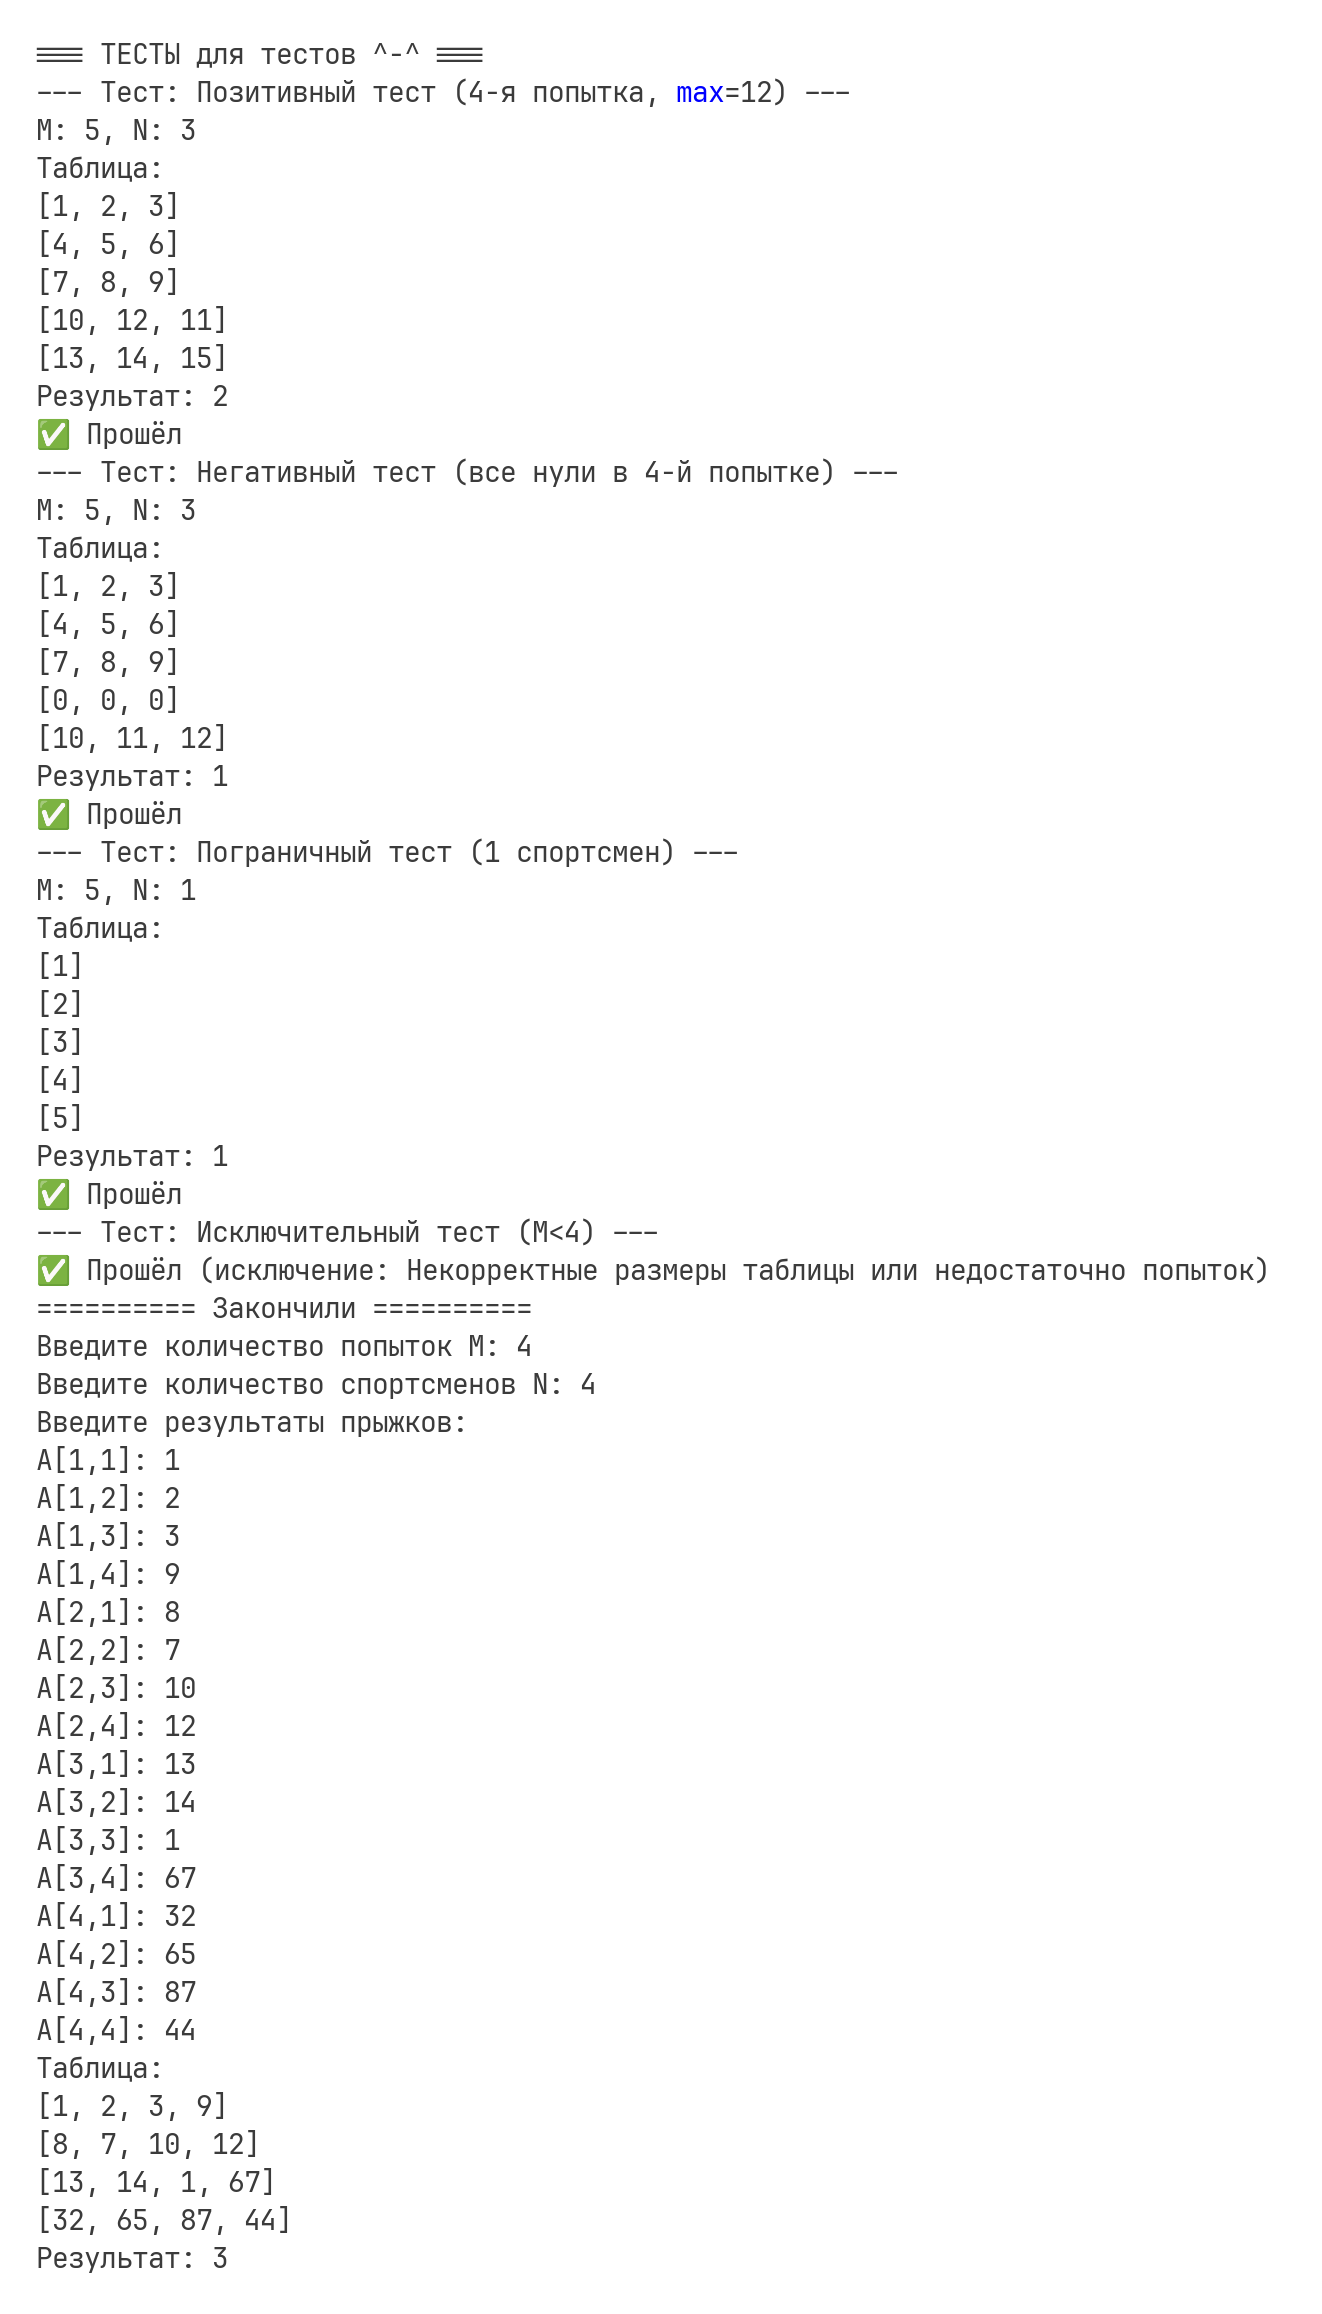 === ТЕСТЫ для тестов ^-^ ===
--- Тест: Позитивный тест (4-я попытка, max=12) ---
M: 5, N: 3
Таблица:
[1, 2, 3]
[4, 5, 6]
[7, 8, 9]
[10, 12, 11]
[13, 14, 15]
Результат: 2
✅ Прошёл
--- Тест: Негативный тест (все нули в 4-й попытке) ---
M: 5, N: 3
Таблица:
[1, 2, 3]
[4, 5, 6]
[7, 8, 9]
[0, 0, 0]
[10, 11, 12]
Результат: 1
✅ Прошёл
--- Тест: Пограничный тест (1 спортсмен) ---
M: 5, N: 1
Таблица:
[1]
[2]
[3]
[4]
[5]
Результат: 1
✅ Прошёл
--- Тест: Исключительный тест (M<4) ---
✅ Прошёл (исключение: Некорректные размеры таблицы или недостаточно попыток)
========== Закончили ==========
Введите количество попыток M: 4
Введите количество спортсменов N: 4
Введите результаты прыжков:
A[1,1]: 1
A[1,2]: 2
A[1,3]: 3
A[1,4]: 9
A[2,1]: 8
A[2,2]: 7
A[2,3]: 10
A[2,4]: 12
A[3,1]: 13
A[3,2]: 14
A[3,3]: 1
A[3,4]: 67
A[4,1]: 32
A[4,2]: 65
A[4,3]: 87
A[4,4]: 44
Таблица:
[1, 2, 3, 9]
[8, 7, 10, 12]
[13, 14, 1, 67]
[32, 65, 87, 44]
Результат: 3